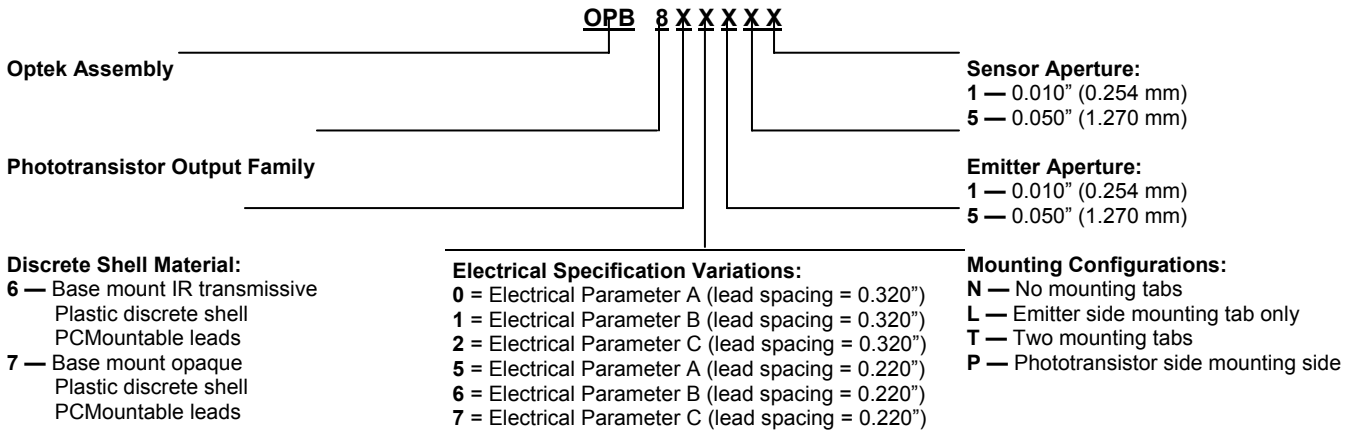 OPB 8 X X X X X
Optek Assembly
Phototransistor Output Family
Discrete Shell Material:
6 — Base mount IR transmissive
Plastic discrete shell
PCMountable leads
7 — Base mount opaque
Plastic discrete shell
PCMountable leads
Electrical Specification Variations:
0 = Electrical Parameter A (lead spacing = 0.320”)
1 = Electrical Parameter B (lead spacing = 0.320”)
2 = Electrical Parameter C (lead spacing = 0.320”)
5 = Electrical Parameter A (lead spacing = 0.220”)
6 = Electrical Parameter B (lead spacing = 0.220”)
7 = Electrical Parameter C (lead spacing = 0.220”)
Sensor Aperture:
1 — 0.010” (0.254 mm)
5 — 0.050” (1.270 mm)
Emitter Aperture:
1 — 0.010” (0.254 mm)
5 — 0.050” (1.270 mm)
Mounting Configurations:
N — No mounting tabs
L — Emitter side mounting tab only
T — Two mounting tabs
P — Phototransistor side mounting side